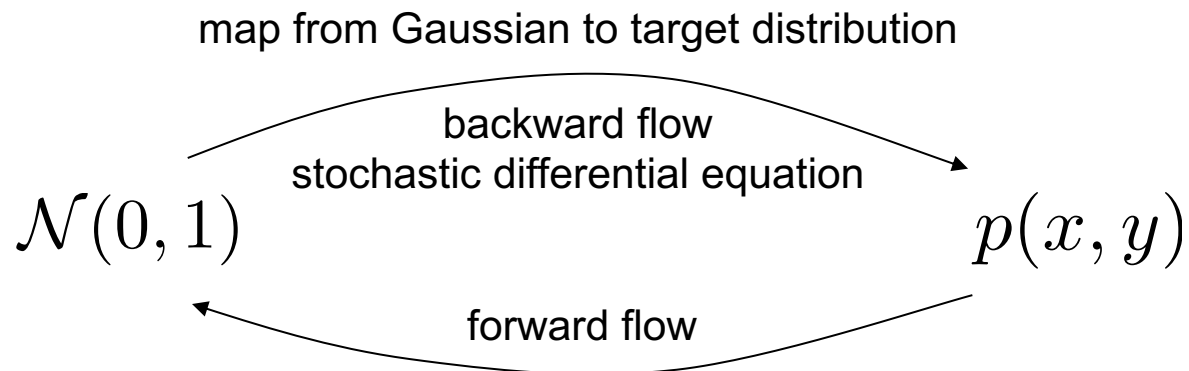 map from Gaussian to target distribution
backward flow
stochastic differential equation
𝒩(0, 1)
p(x, y)
forward flow